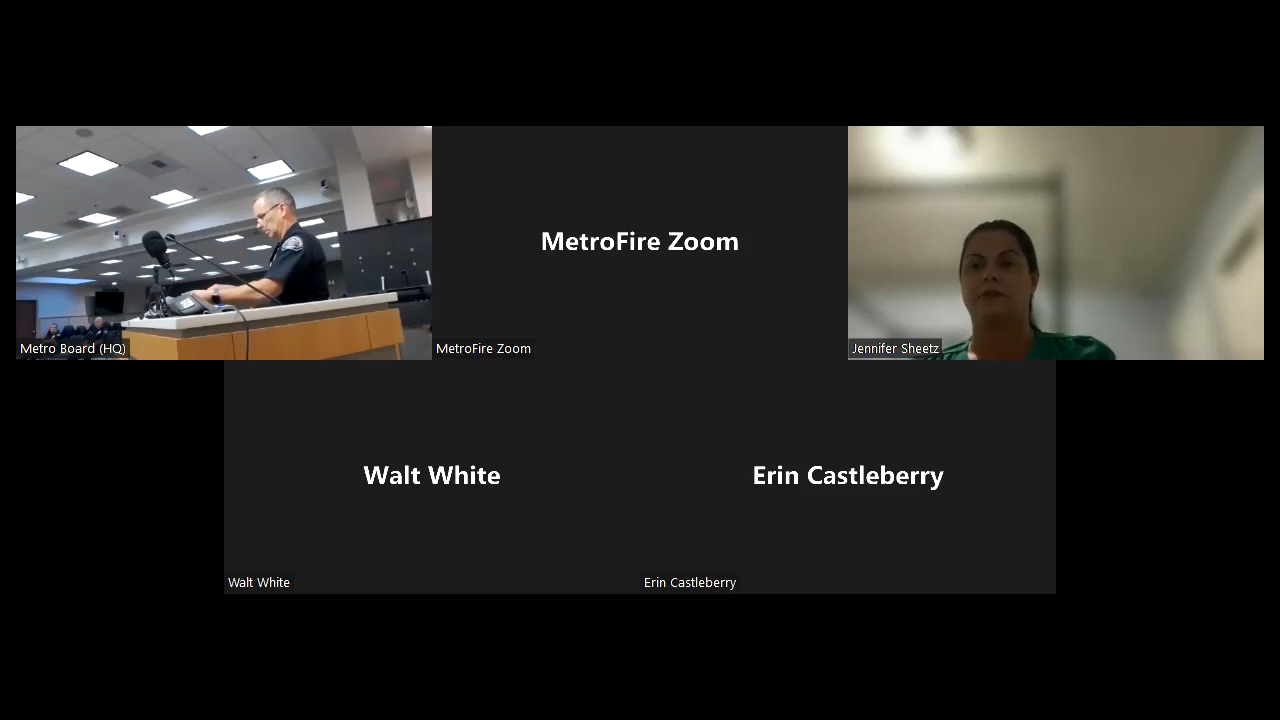 MetroFire Zoom
Metro Board (HQ)
MetroFire Zoom
Jennifer Sheetz
Walt White
Erin Castleberry
Walt White
Erin Castleberry